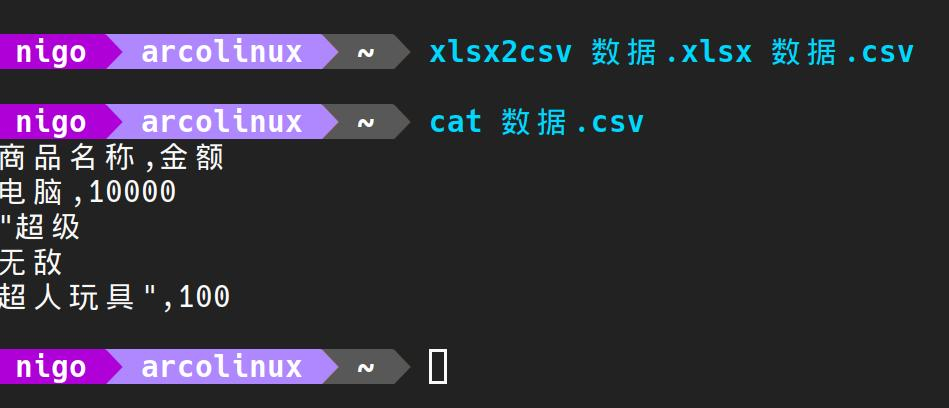 nigo arcolinux ~ xlsx2csv 数据.xlsx 数据.csv
nigo arcolinux ~ cat 数据.csv
商品名称,金额
电脑,10000
"超级
无敌
超人玩具",100
nigo arcolinux ~